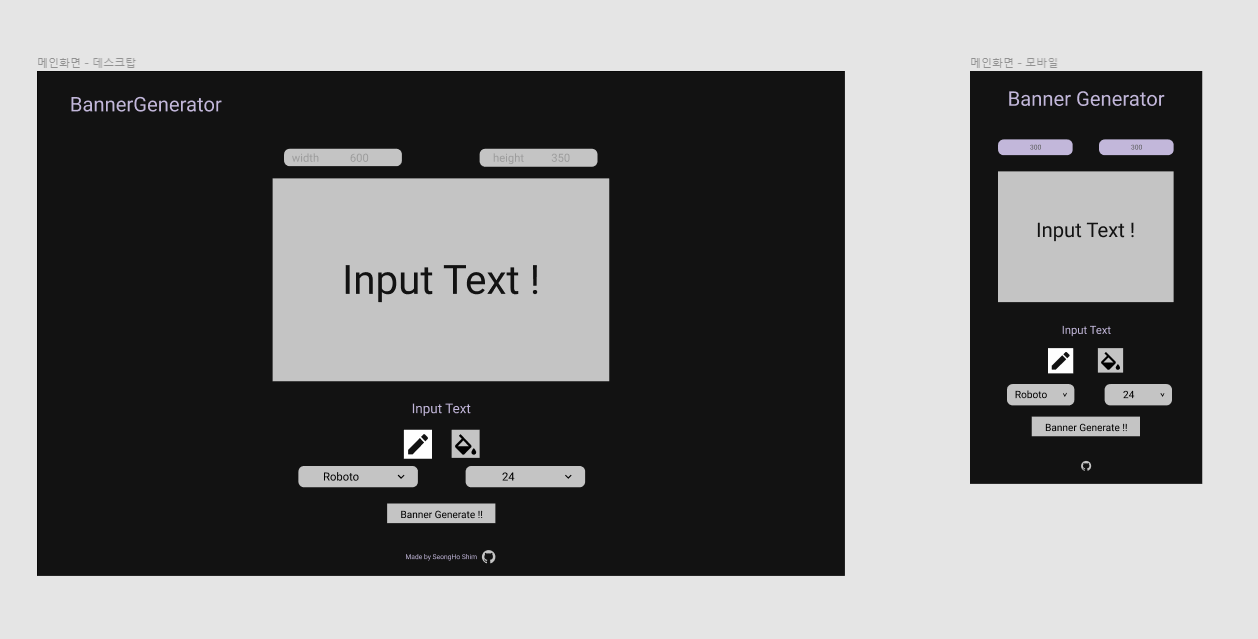 메인화면 - 데스크탑
BannerGenerator
width 600
height 350
Input Text !
Input Text
Roboto
24
Banner Generate !!
Made by SeongHo Shim
메인화면 - 모바일
Banner Generator
300
300
Input Text !
Input Text
Roboto
24
Banner Generate !!